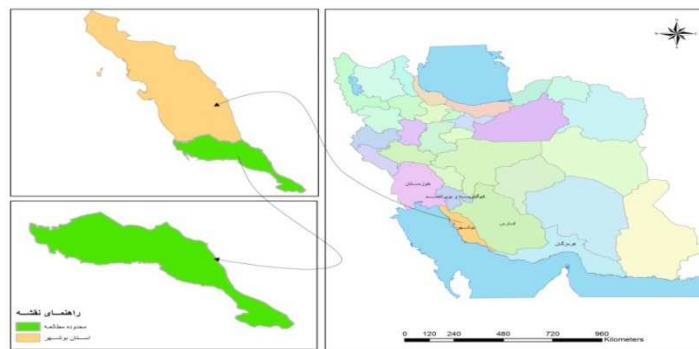 خوزستان
کهگیلویه و بویراحمد
فارس
بوشهر
هرمزگان
راهنمای نقشه
محدوده مطالعه
استان بوشهر
0 120 240 480 720 960
Kilometers